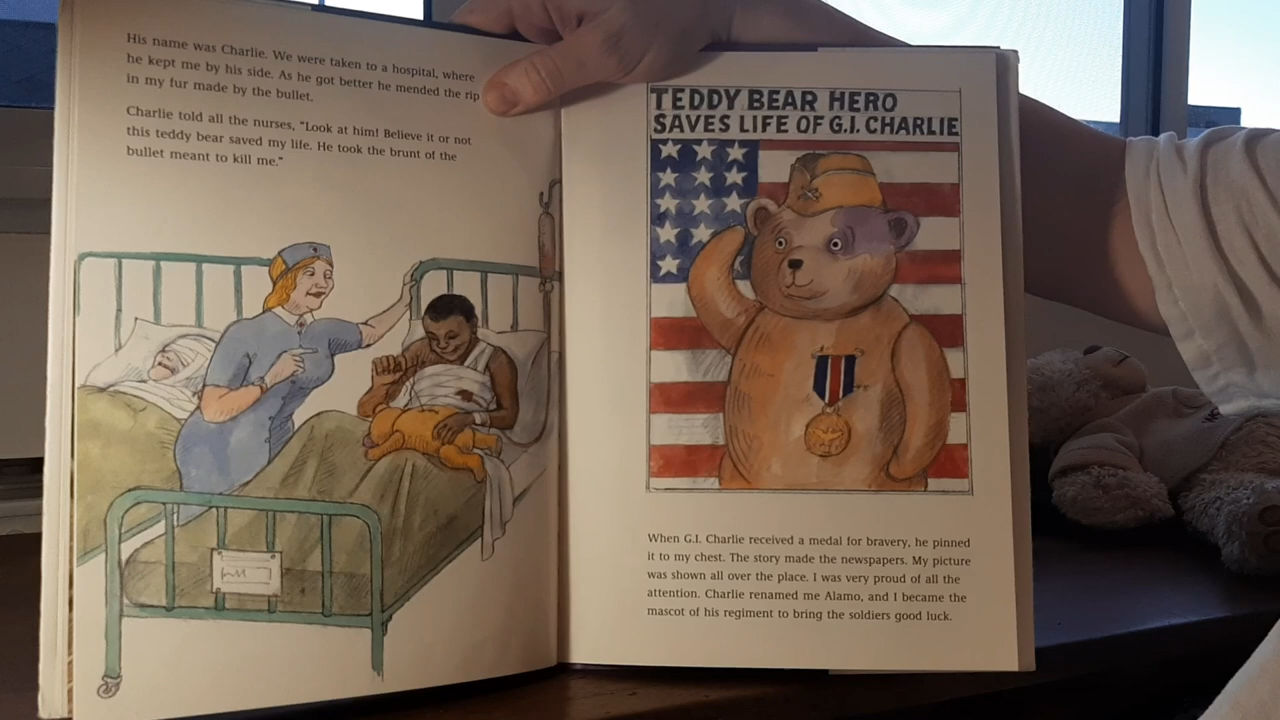 His name was Charlie. We were taken to a hospital, where
he kept me by his side. As he got better he mended the rip
in my fur made by the bullet.
Charlie told all the nurses, "Look at him! Believe it or not
this teddy bear saved my life. He took the brunt of the
bullet meant to kill me."
TEDDY BEAR HERO
SAVES LIFE OF G.I. CHARLIE
When G.I. Charlie received a medal for bravery, he pinned
it to my chest. The story made the newspapers. My picture
was shown all over the place. I was very proud of all the
attention. Charlie renamed me Alamo, and I became the
mascot of his regiment to bring the soldiers good luck.